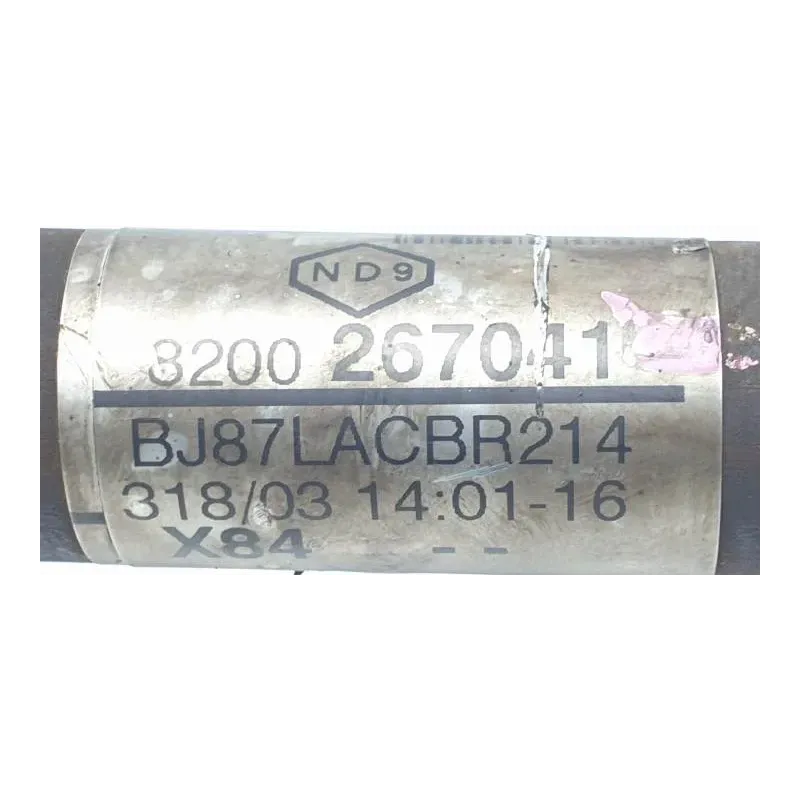 ND9
8200 267041
BJ87LACBR214
318/03 14:01-16
X84 - -